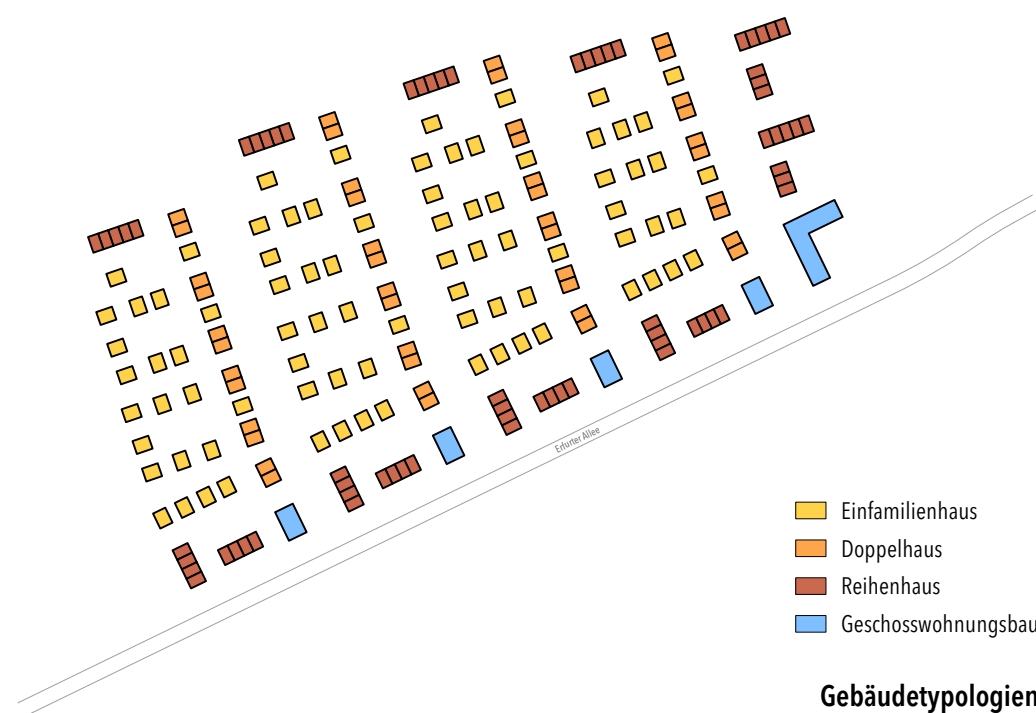 Erfurter Allee
Einfamilienhaus
Doppelhaus
Reihenhaus
Geschosswohnungsbau
Gebäudetypologien